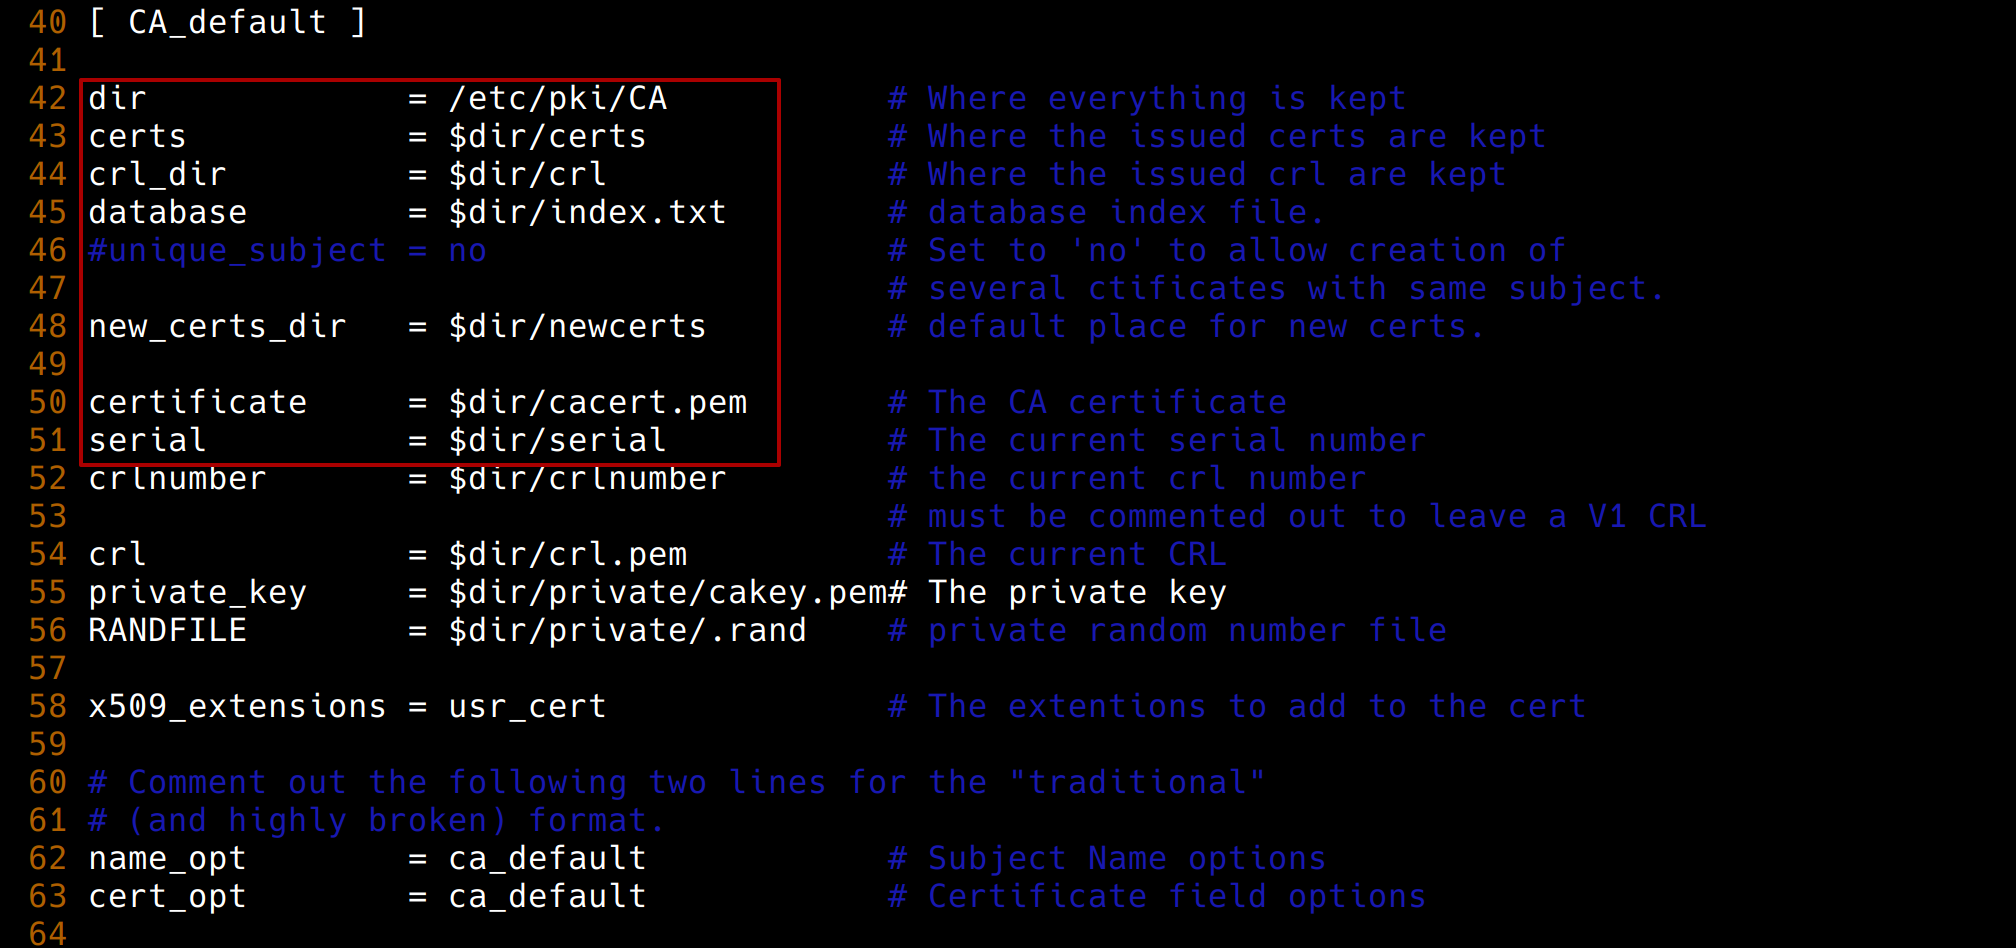 40 [ CA_default ]
41
42 dir             = /etc/pki/CA           # Where everything is kept
43 certs           = $dir/certs            # Where the issued certs are kept
44 crl_dir         = $dir/crl              # Where the issued crl are kept
45 database        = $dir/index.txt        # database index file.
46 #unique_subject = no                    # Set to 'no' to allow creation of
47                                         # several ctificates with same subject.
48 new_certs_dir   = $dir/newcerts         # default place for new certs.
49
50 certificate     = $dir/cacert.pem       # The CA certificate
51 serial          = $dir/serial           # The current serial number
52 crlnumber       = $dir/crlnumber        # the current crl number
53                                         # must be commented out to leave a V1 CRL
54 crl             = $dir/crl.pem          # The current CRL
55 private_key     = $dir/private/cakey.pem# The private key
56 RANDFILE        = $dir/private/.rand    # private random number file
57
58 x509_extensions = usr_cert              # The extentions to add to the cert
59
60 # Comment out the following two lines for the "traditional"
61 # (and highly broken) format.
62 name_opt        = ca_default            # Subject Name options
63 cert_opt        = ca_default            # Certificate field options
64